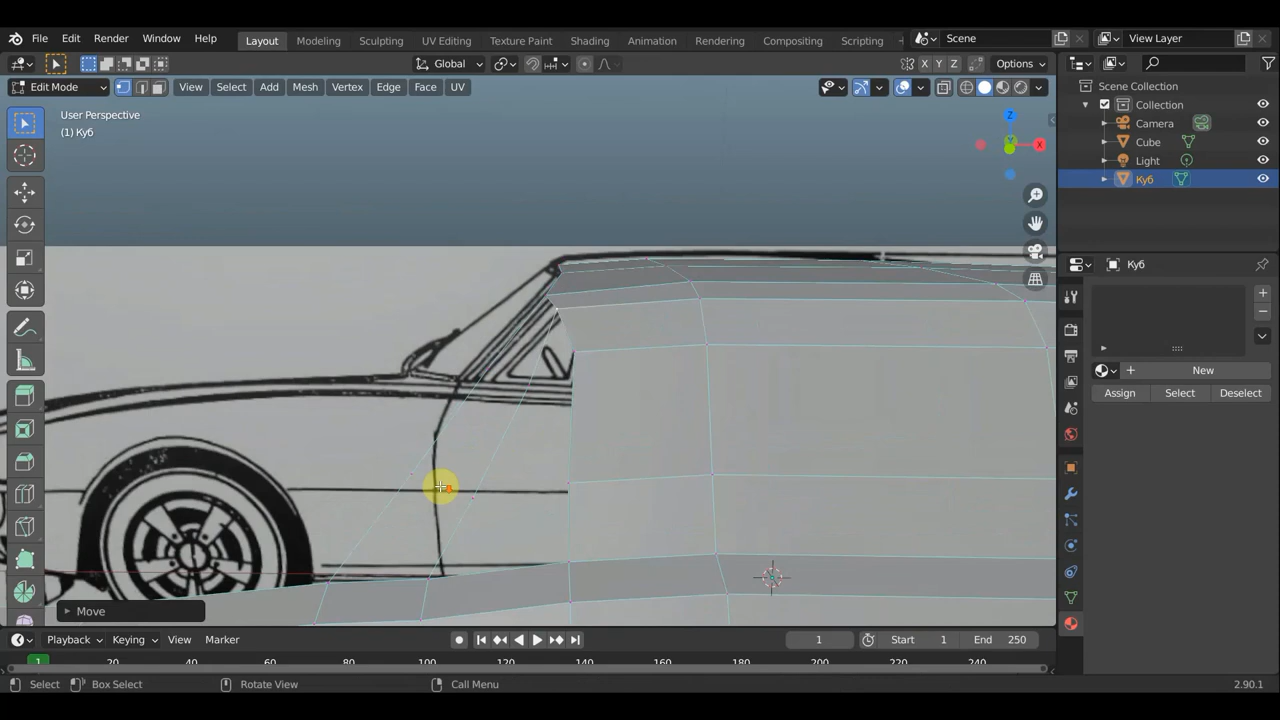 File Edit Render Window Help Layout Modeling Sculpting UV Editing Texture Paint Shading Animation Rendering Compositing Scripting + Scene View Layer
Global Options
X Y Z
Edit Mode View Select Add Mesh Vertex Edge Face UV
User Perspective
(1) Куб
Z
X
Scene Collection
Collection
Camera
Cube
Light
Куб
Куб
New
Assign Select Deselect
Move
Playback Keying View Marker 1 Start 1 End 250
1 20 40 60 80 100 120 140 160 180 200 220 240
Select Box Select Rotate View Call Menu 2.90.1